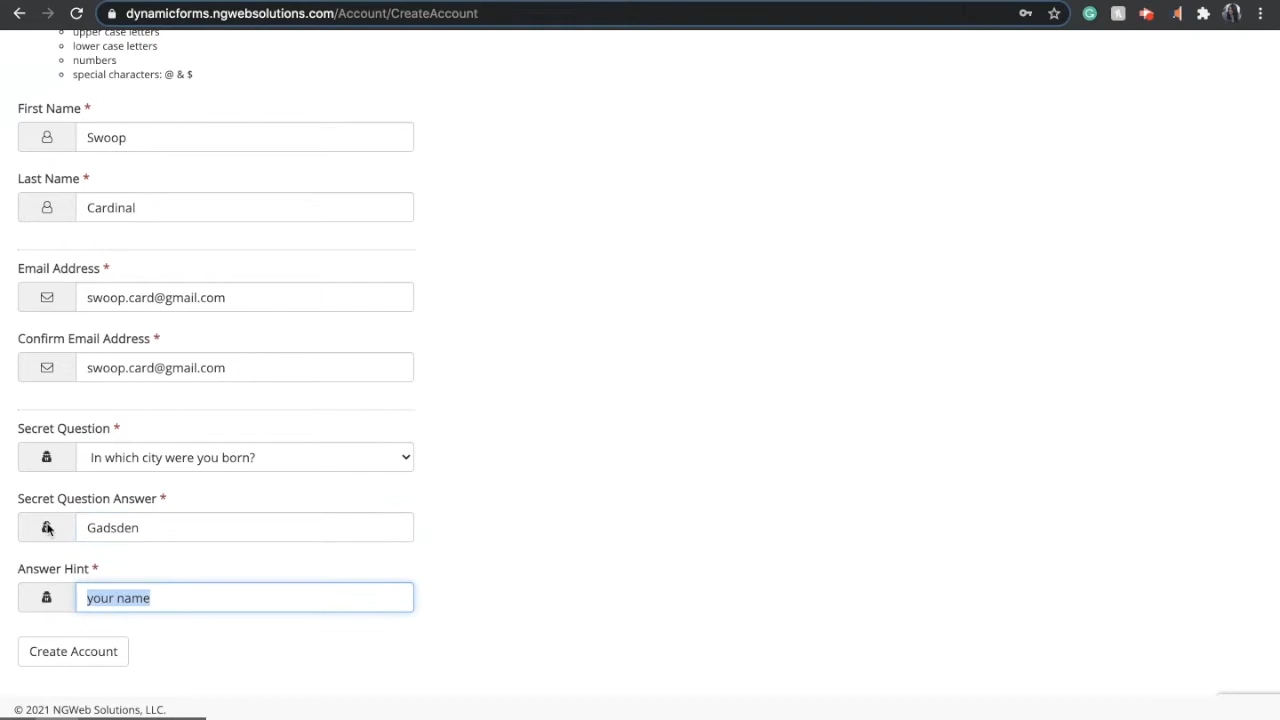 dynamicforms.ngwebsolutions.com/Account/CreateAccount
upper case letters
lower case letters
numbers
special characters: @ & $
First Name *
Swoop
Last Name *
Cardinal
Email Address *
swoop.card@gmail.com
Confirm Email Address *
swoop.card@gmail.com
Secret Question *
In which city were you born?
Secret Question Answer *
Gadsden
Answer Hint *
your name
Create Account
© 2021 NGWeb Solutions, LLC.